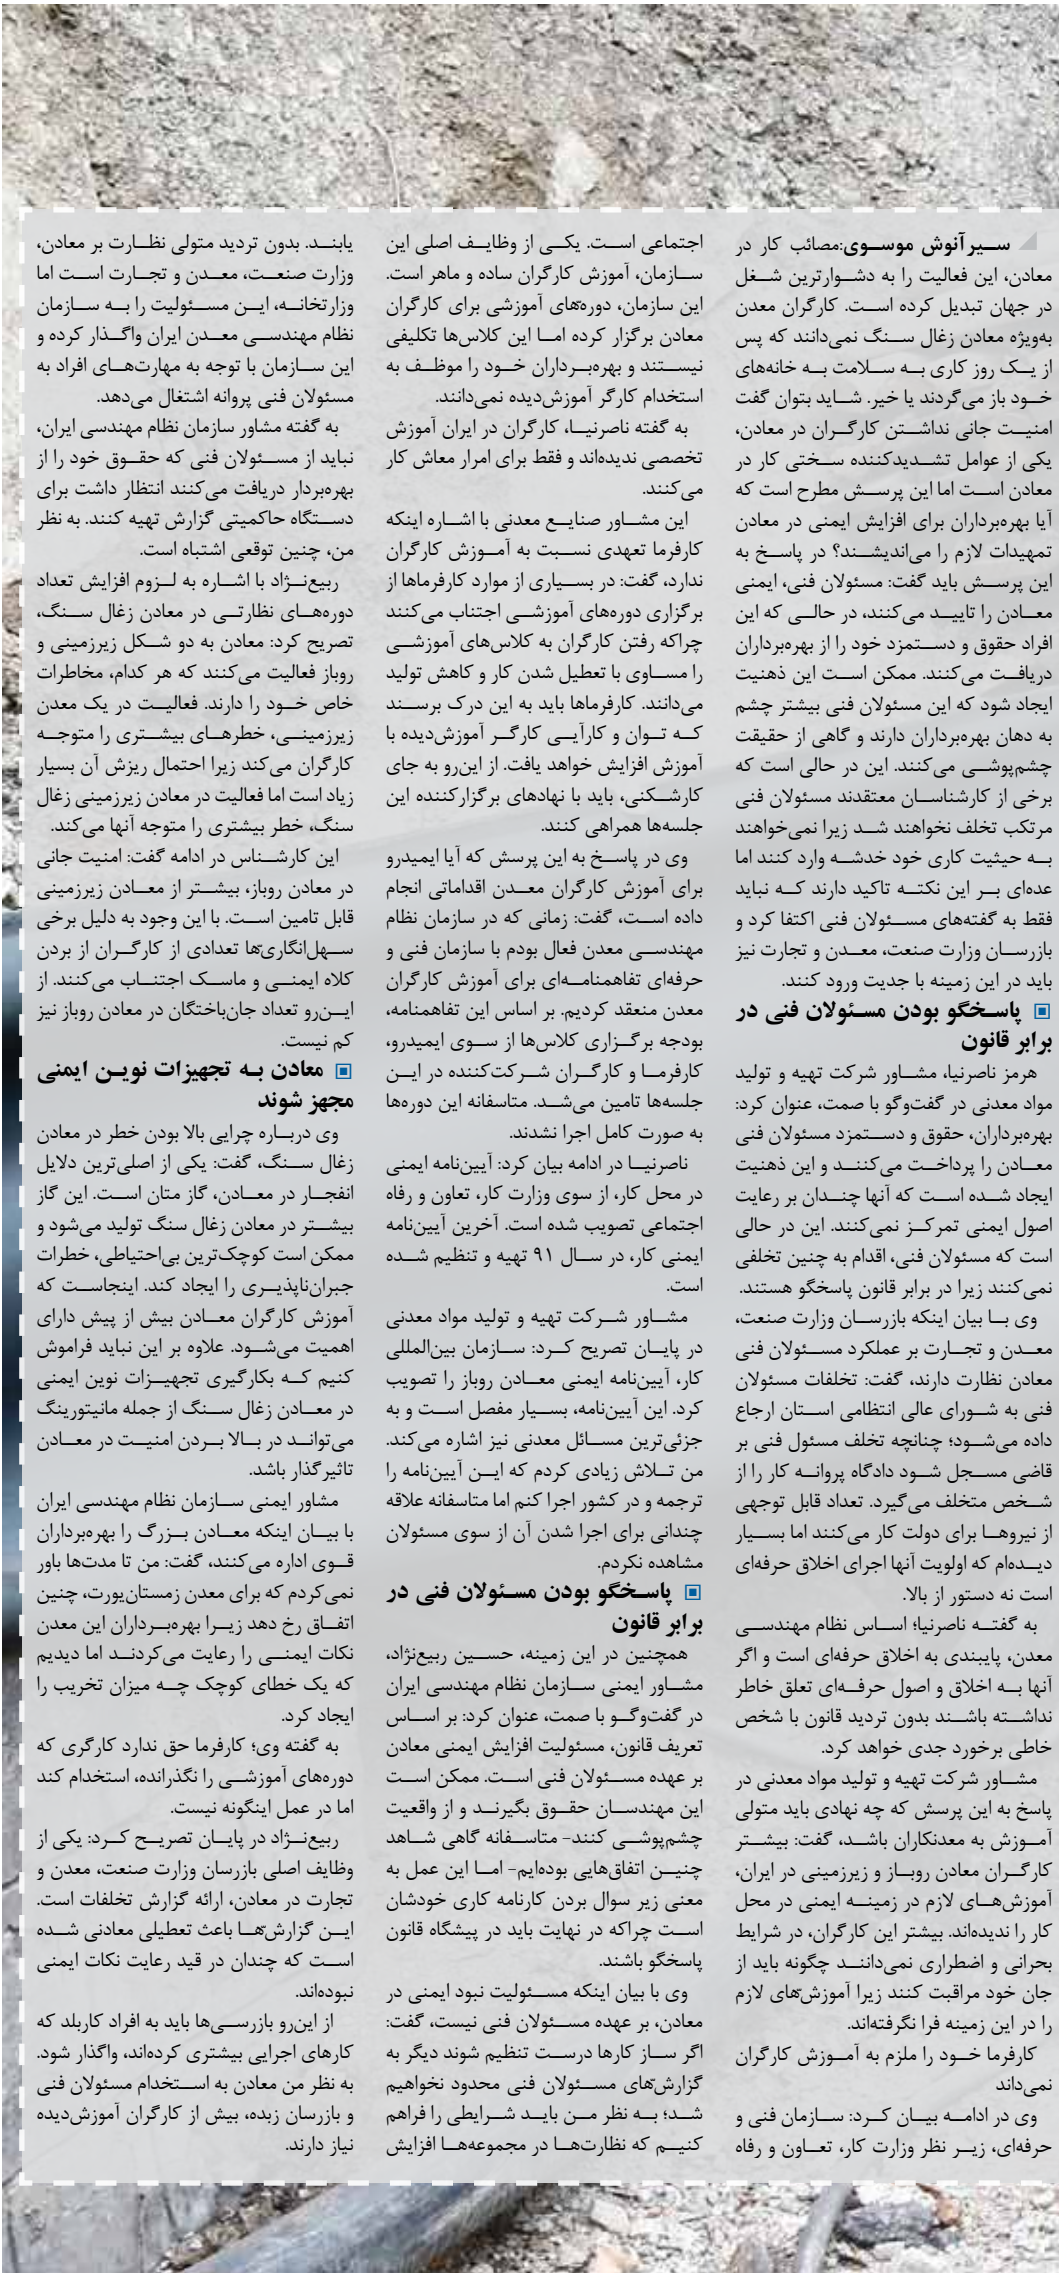 سیرآنوش موسوی:مصائب کار در
معادن، این فعالیت را به دشوارترین شغل
در جهان تبدیل کرده است. کارگران معدن
به‌ویژه معادن زغال سنگ نمی‌دانند که پس
از یک روز کاری به سلامت به خانه‌های
خود باز می‌گردند یا خیر. شاید بتوان گفت
امنیت جانی نداشتن کارگران در معادن،
یکی از عوامل تشدیدکننده سختی کار در
معادن است اما این پرسش مطرح است که
آیا بهره‌برداران برای افزایش ایمنی در معادن
تمهیدات لازم را می‌اندیشند؟ در پاسخ به
این پرسش باید گفت: مسئولان فنی، ایمنی
معادن را تایید می‌کنند، در حالی که این
افراد حقوق و دستمزد خود را از بهره‌برداران
دریافت می‌کنند. ممکن است این ذهنیت
ایجاد شود که این مسئولان فنی بیشتر چشم
به دهان بهره‌برداران دارند و گاهی از حقیقت
چشم‌پوشی می‌کنند. این در حالی است که
برخی از کارشناسان معتقدند مسئولان فنی
مرتکب تخلف نخواهند شد زیرا نمی‌خواهند
به حیثیت کاری خود خدشه وارد کنند اما
عده‌ای بر این نکته تاکید دارند که نباید
فقط به گفته‌های مسئولان فنی اکتفا کرد و
بازرسان وزارت صنعت، معدن و تجارت نیز
باید در این زمینه با جدیت ورود کنند.
پاسخگو بودن مسئولان فنی در
برابر قانون
هرمز ناصرنیا، مشاور شرکت تهیه و تولید
مواد معدنی در گفت‌وگو با صمت، عنوان کرد:
بهره‌برداران، حقوق و دستمزد مسئولان فنی
معادن را پرداخت می‌کنند و این ذهنیت
ایجاد شده است که آنها چندان بر رعایت
اصول ایمنی تمرکز نمی‌کنند. این در حالی
است که مسئولان فنی، اقدام به چنین تخلفی
نمی‌کنند زیرا در برابر قانون پاسخگو هستند.
وی با بیان اینکه بازرسان وزارت صنعت،
معدن و تجارت بر عملکرد مسئولان فنی
معادن نظارت دارند، گفت: تخلفات مسئولان
فنی به شورای عالی انتظامی استان ارجاع
داده می‌شود؛ چنانچه تخلف مسئول فنی بر
قاضی مسجل شود دادگاه پروانه کار را از
شخص متخلف می‌گیرد. تعداد قابل توجهی
از نیروها برای دولت کار می‌کنند اما بسیار
دیده‌ام که اولویت آنها اجرای اخلاق حرفه‌ای
است نه دستور از بالا.
به گفته ناصرنیا؛ اساس نظام مهندسی
معدن، پایبندی به اخلاق حرفه‌ای است و اگر
آنها به اخلاق و اصول حرفه‌ای تعلق خاطر
نداشته باشند بدون تردید قانون با شخص
خاطی برخورد جدی خواهد کرد.
مشاور شرکت تهیه و تولید مواد معدنی در
پاسخ به این پرسش که چه نهادی باید متولی
آموزش به معدنکاران باشد، گفت: بیشتر
کارگران معادن روباز و زیرزمینی در ایران،
آموزش‌های لازم در زمینه ایمنی در محل
کار را ندیده‌اند. بیشتر این کارگران، در شرایط
بحرانی و اضطراری نمی‌دانند چگونه باید از
جان خود مراقبت کنند زیرا آموزش‌های لازم
را در این زمینه فرا نگرفته‌اند.
کارفرما خود را ملزم به آموزش کارگران
نمی‌داند
وی در ادامه بیان کرد: سازمان فنی و
حرفه‌ای، زیر نظر وزارت کار، تعاون و رفاه
اجتماعی است. یکی از وظایف اصلی این
سازمان، آموزش کارگران ساده و ماهر است.
این سازمان، دوره‌های آموزشی برای کارگران
معادن برگزار کرده اما این کلاس‌ها تکلیفی
نیستند و بهره‌برداران خود را موظف به
استخدام کارگر آموزش‌دیده نمی‌دانند.
به گفته ناصرنیا، کارگران در ایران آموزش
تخصصی ندیده‌اند و فقط برای امرار معاش کار
می‌کنند.
این مشاور صنایع معدنی با اشاره اینکه
کارفرما تعهدی نسبت به آموزش کارگران
ندارد، گفت: در بسیاری از موارد کارفرماها از
برگزاری دوره‌های آموزشی اجتناب می‌کنند
چراکه رفتن کارگران به کلاس‌های آموزشی
را مساوی با تعطیل شدن کار و کاهش تولید
می‌دانند. کارفرماها باید به این درک برسند
که توان و کارآیی کارگر آموزش‌دیده با
آموزش افزایش خواهد یافت. از این‌رو به جای
کارشکنی، باید با نهادهای برگزارکننده این
جلسه‌ها همراهی کنند.
وی در پاسخ به این پرسش که آیا ایمیدرو
برای آموزش کارگران معدن اقداماتی انجام
داده است، گفت: زمانی که در سازمان نظام
مهندسی معدن فعال بودم با سازمان فنی و
حرفه‌ای تفاهمنامه‌ای برای آموزش کارگران
معدن منعقد کردیم. بر اساس این تفاهمنامه،
بودجه برگزاری کلاس‌ها از سوی ایمیدرو،
کارفرما و کارگران شرکت‌کننده در این
جلسه‌ها تامین می‌شد. متاسفانه این دوره‌ها
به صورت کامل اجرا نشدند.
ناصرنیا در ادامه بیان کرد: آیین‌نامه ایمنی
در محل کار، از سوی وزارت کار، تعاون و رفاه
اجتماعی تصویب شده است. آخرین آیین‌نامه
ایمنی کار، در سال ۹۱ تهیه و تنظیم شده
است.
مشاور شرکت تهیه و تولید مواد معدنی
در پایان تصریح کرد: سازمان بین‌المللی
کار، آیین‌نامه ایمنی معادن روباز را تصویب
کرد. این آیین‌نامه، بسیار مفصل است و به
جزئی‌ترین مسائل معدنی نیز اشاره می‌کند.
من تلاش زیادی کردم که این آیین‌نامه را
ترجمه و در کشور اجرا کنم اما متاسفانه علاقه
چندانی برای اجرا شدن آن از سوی مسئولان
مشاهده نکردم.
پاسخگو بودن مسئولان فنی در
برابر قانون
همچنین در این زمینه، حسین ربیع‌نژاد،
مشاور ایمنی سازمان نظام مهندسی ایران
در گفت‌وگو با صمت، عنوان کرد: بر اساس
تعریف قانون، مسئولیت افزایش ایمنی معادن
بر عهده مسئولان فنی است. ممکن است
این مهندسان حقوق بگیرند و از واقعیت
چشم‌پوشی کنند- متاسفانه گاهی شاهد
چنین اتفاق‌هایی بوده‌ایم- اما این عمل به
معنی زیر سوال بردن کارنامه کاری خودشان
است چراکه در نهایت باید در پیشگاه قانون
پاسخگو باشند.
وی با بیان اینکه مسئولیت نبود ایمنی در
معادن، بر عهده مسئولان فنی نیست، گفت:
اگر ساز کارها درست تنظیم شوند دیگر به
گزارش‌های مسئولان فنی محدود نخواهیم
شد؛ به نظر من باید شرایطی را فراهم
کنیم که نظارت‌ها در مجموعه‌ها افزایش
یابند. بدون تردید متولی نظارت بر معادن،
وزارت صنعت، معدن و تجارت است اما
وزارتخانه، این مسئولیت را به سازمان
نظام مهندسی معدن ایران واگذار کرده و
این سازمان با توجه به مهارت‌های افراد به
مسئولان فنی پروانه اشتغال می‌دهد.
به گفته مشاور سازمان نظام مهندسی ایران،
نباید از مسئولان فنی که حقوق خود را از
بهره‌بردار دریافت می‌کنند انتظار داشت برای
دستگاه حاکمیتی گزارش تهیه کنند. به نظر
من، چنین توقعی اشتباه است.
ربیع‌نژاد با اشاره به لزوم افزایش تعداد
دوره‌های نظارتی در معادن زغال سنگ،
تصریح کرد: معادن به دو شکل زیرزمینی و
روباز فعالیت می‌کنند که هر کدام، مخاطرات
خاص خود را دارند. فعالیت در یک معدن
زیرزمینی، خطرهای بیشتری را متوجه
کارگران می‌کند زیرا احتمال ریزش آن بسیار
زیاد است اما فعالیت در معادن زیرزمینی زغال
سنگ، خطر بیشتری را متوجه آنها می‌کند.
این کارشناس در ادامه گفت: امنیت جانی
در معادن روباز، بیشتر از معادن زیرزمینی
قابل تامین است. با این وجود به دلیل برخی
سهل‌انگاری‌ها تعدادی از کارگران از بردن
کلاه ایمنی و ماسک اجتناب می‌کنند. از
این‌رو تعداد جان‌باختگان در معادن روباز نیز
کم نیست.
معادن به تجهیزات نوین ایمنی
مجهز شوند
وی درباره چرایی بالا بودن خطر در معادن
زغال سنگ، گفت: یکی از اصلی‌ترین دلایل
انفجار در معادن، گاز متان است. این گاز
بیشتر در معادن زغال سنگ تولید می‌شود و
ممکن است کوچک‌ترین بی‌احتیاطی، خطرات
جبران‌ناپذیری را ایجاد کند. اینجاست که
آموزش کارگران معادن بیش از پیش دارای
اهمیت می‌شود. علاوه بر این نباید فراموش
کنیم که بکارگیری تجهیزات نوین ایمنی
در معادن زغال سنگ از جمله مانیتورینگ
می‌تواند در بالا بردن امنیت در معادن
تاثیرگذار باشد.
مشاور ایمنی سازمان نظام مهندسی ایران
با بیان اینکه معادن بزرگ را بهره‌برداران
قوی اداره می‌کنند، گفت: من تا مدت‌ها باور
نمی‌کردم که برای معدن زمستان‌یورت، چنین
اتفاق رخ دهد زیرا بهره‌برداران این معدن
نکات ایمنی را رعایت می‌کردند اما دیدیم
که یک خطای کوچک چه میزان تخریب را
ایجاد کرد.
به گفته وی؛ کارفرما حق ندارد کارگری که
دوره‌های آموزشی را نگذرانده، استخدام کند
اما در عمل اینگونه نیست.
ربیع‌نژاد در پایان تصریح کرد: یکی از
وظایف اصلی بازرسان وزارت صنعت، معدن و
تجارت در معادن، ارائه گزارش تخلفات است.
این گزارش‌ها باعث تعطیلی معادنی شده
است که چندان در قید رعایت نکات ایمنی
نبوده‌اند.
از این‌رو بازرسی‌ها باید به افراد کاربلد که
کارهای اجرایی بیشتری کرده‌اند، واگذار شود.
به نظر من معادن به استخدام مسئولان فنی
و بازرسان زبده، بیش از کارگران آموزش‌دیده
نیاز دارند.